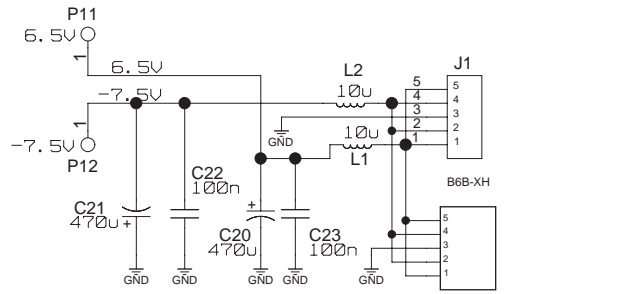 P11
6.5V
1
6.5V
-7.5V
1
-7.5V
P12
L2
10u
J1
5
4
3
2
1
5
4
3
2
1
GND
10u
L1
B6B-XH
C22
100n
C21
470u
+
+
C20
470u
C23
100n
5
4
3
2
1
GND
GND
GND
GND
GND